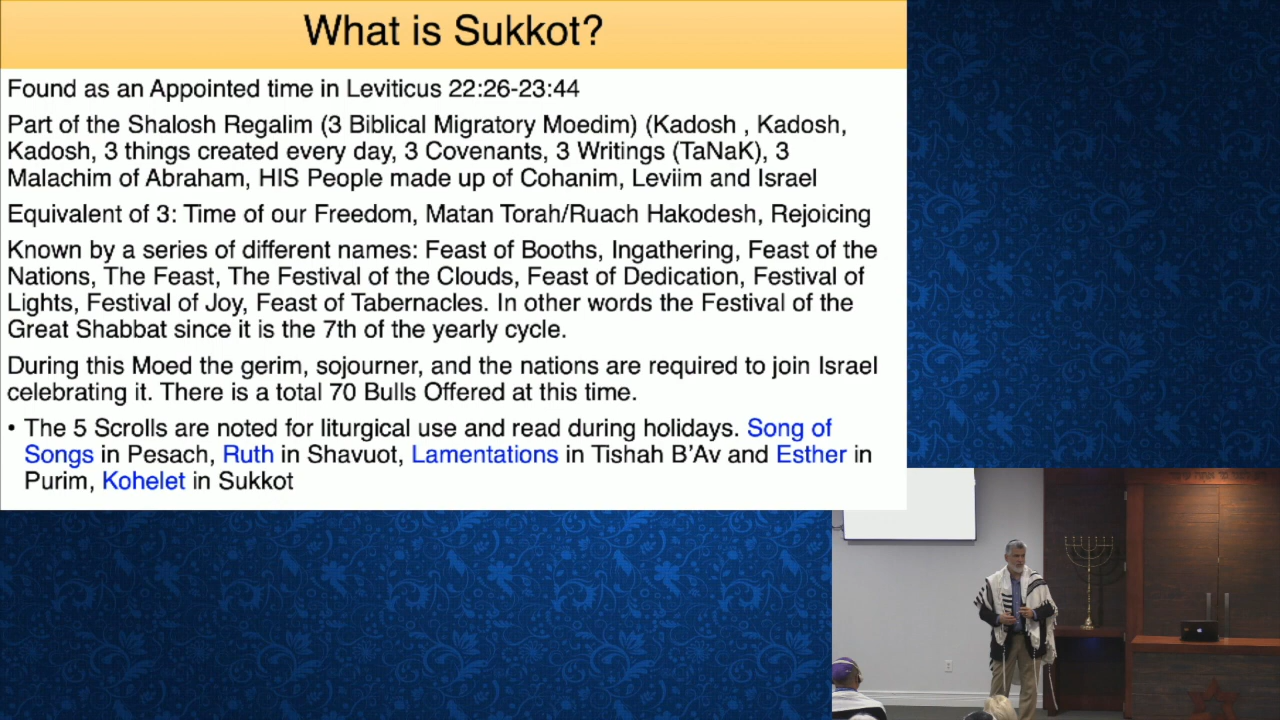 What is Sukkot?
Found as an Appointed time in Leviticus 22:26-23:44
Part of the Shalosh Regalim (3 Biblical Migratory Moedim) (Kadosh , Kadosh,
Kadosh, 3 things created every day, 3 Covenants, 3 Writings (TaNaK), 3
Malachim of Abraham, HIS People made up of Cohanim, Leviim and Israel
Equivalent of 3: Time of our Freedom, Matan Torah/Ruach Hakodesh, Rejoicing
Known by a series of different names: Feast of Booths, Ingathering, Feast of the
Nations, The Feast, The Festival of the Clouds, Feast of Dedication, Festival of
Lights, Festival of Joy, Feast of Tabernacles. In other words the Festival of the
Great Shabbat since it is the 7th of the yearly cycle.
During this Moed the gerim, sojourner, and the nations are required to join Israel
celebrating it. There is a total 70 Bulls Offered at this time.
• The 5 Scrolls are noted for liturgical use and read during holidays. Song of
Songs in Pesach, Ruth in Shavuot, Lamentations in Tishah B'Av and Esther in
Purim, Kohelet in Sukkot